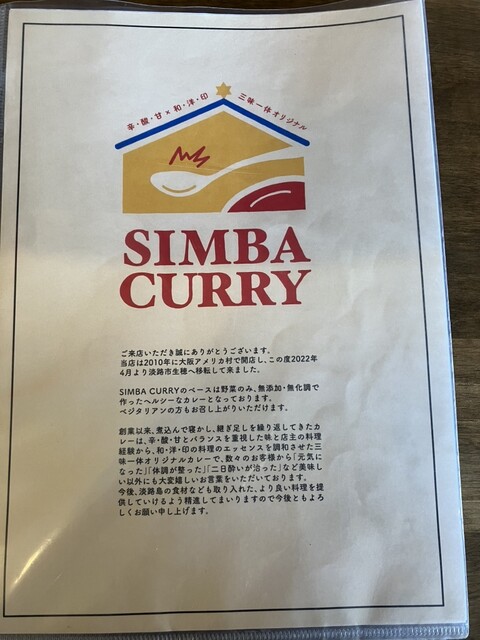 辛・酸・甘×和・洋・印
三味一体オリジナル
SIMBA
CURRY
ご来店いただき誠にありがとうございます。
当店は2010年に大阪アメリカ村で開店し、この度2022年
4月より淡路市生穂へ移転して来ました。
SIMBA CURRYのベースは野菜のみ、無添加・無化調で
作ったヘルシーなカレーとなっております。
ベジタリアンの方もお召し上がりいただけます。
創業以来、煮込んで寝かし、継ぎ足しを繰り返してきたカ
レーは、辛・酸・甘とバランスを重視した味と店主の料理
経験から、和・洋・印の料理のエッセンスを調和させた三
味一体オリジナルカレーで、数々のお客様から「元気に
なった」「体調が整った」「二日酔いが治った」など美味し
い以外にも大変嬉しいお言葉をいただいております。
今後、淡路島の食材なども取り入れた、より良い料理を提
供していけるよう精進してまいりますので今後ともよろ
しくお願い申し上げます。